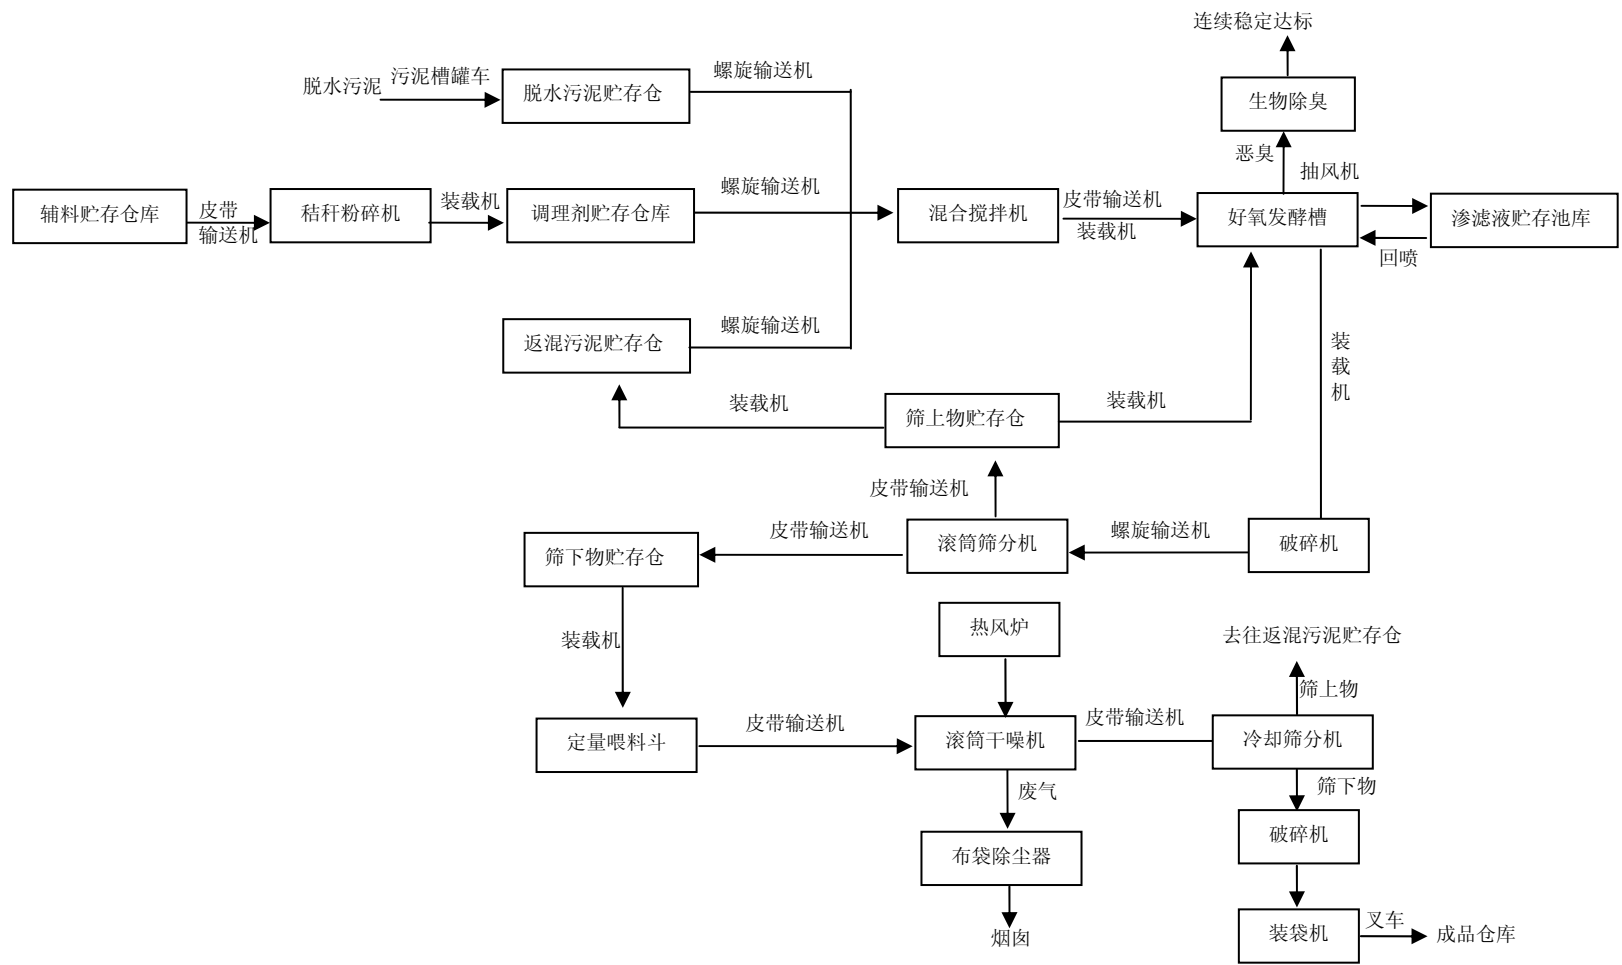 连续稳定达标
脱水污泥
污泥槽罐车
脱水污泥贮存仓
螺旋输送机
生物除臭
恶臭
抽风机
辅料贮存仓库
皮带
输送机
秸秆粉碎机
装载机
调理剂贮存仓库
螺旋输送机
混合搅拌机
皮带输送机
装载机
好氧发酵槽
渗滤液贮存池库
回喷
返混污泥贮存仓
螺旋输送机
装
载
机
装载机
筛上物贮存仓
装载机
皮带输送机
筛下物贮存仓
皮带输送机
滚筒筛分机
螺旋输送机
破碎机
装载机
热风炉
去往返混污泥贮存仓
筛上物
定量喂料斗
皮带输送机
滚筒干噪机
皮带输送机
冷却筛分机
废气
筛下物
布袋除尘器
破碎机
烟囱
装袋机
叉车
成品仓库